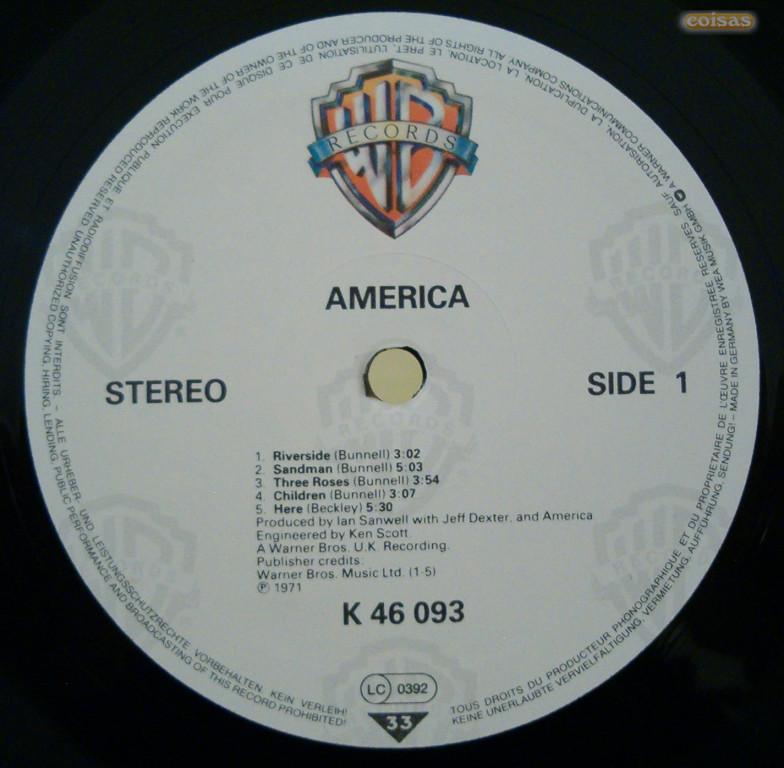 coisas
WB
RECORDS
AMERICA
STEREO
SIDE 1
1. Riverside (Bunnell) 3:02
2. Sandman (Bunnell) 5:03
3. Three Roses (Bunnell) 3:54
4. Children (Bunnell) 3:07
5. Here (Beckley) 5:30
Produced by Ian Sanwell with Jeff Dexter, and America
Engineered by Ken Scott.
A Warner Bros. U.K. Recording.
Publisher credits:
Warner Bros. Music Ltd. (1-5)
℗ 1971
K 46 093
LC 0392
33
TOUS DROITS DU PRODUCTEUR PHONOGRAPHIQUE ET DU PROPRIETAIRE DE L'ŒUVRE ENREGISTREE RESERVES SAUF AUTORISATION, LA DUPLICATION, LA LOCATION, LE PRET, L'UTILISATION DE CE DISQUE POUR EXECUTION PUBLIQUE ET RADIODIFFUSION SONT INTERDITS – ALLE URHEBER- UND LEISTUNGSSCHUTZRECHTE VORBEHALTEN. KEIN VERLEIH!
KEINE UNERLAUBTE VERVIELFÄLTIGUNG, VERMIETUNG, AUFFÜHRUNG, SENDUNG! – MADE IN GERMANY BY WEA MUSIK GMBH A WARNER COMMUNICATIONS COMPANY. ALL RIGHTS OF THE PRODUCER AND OF THE OWNER OF THE WORK REPRODUCED RESERVED. UNAUTHORIZED COPYING, HIRING, LENDING, PUBLIC PERFORMANCE AND BROADCASTING OF THIS RECORD PROHIBITED!